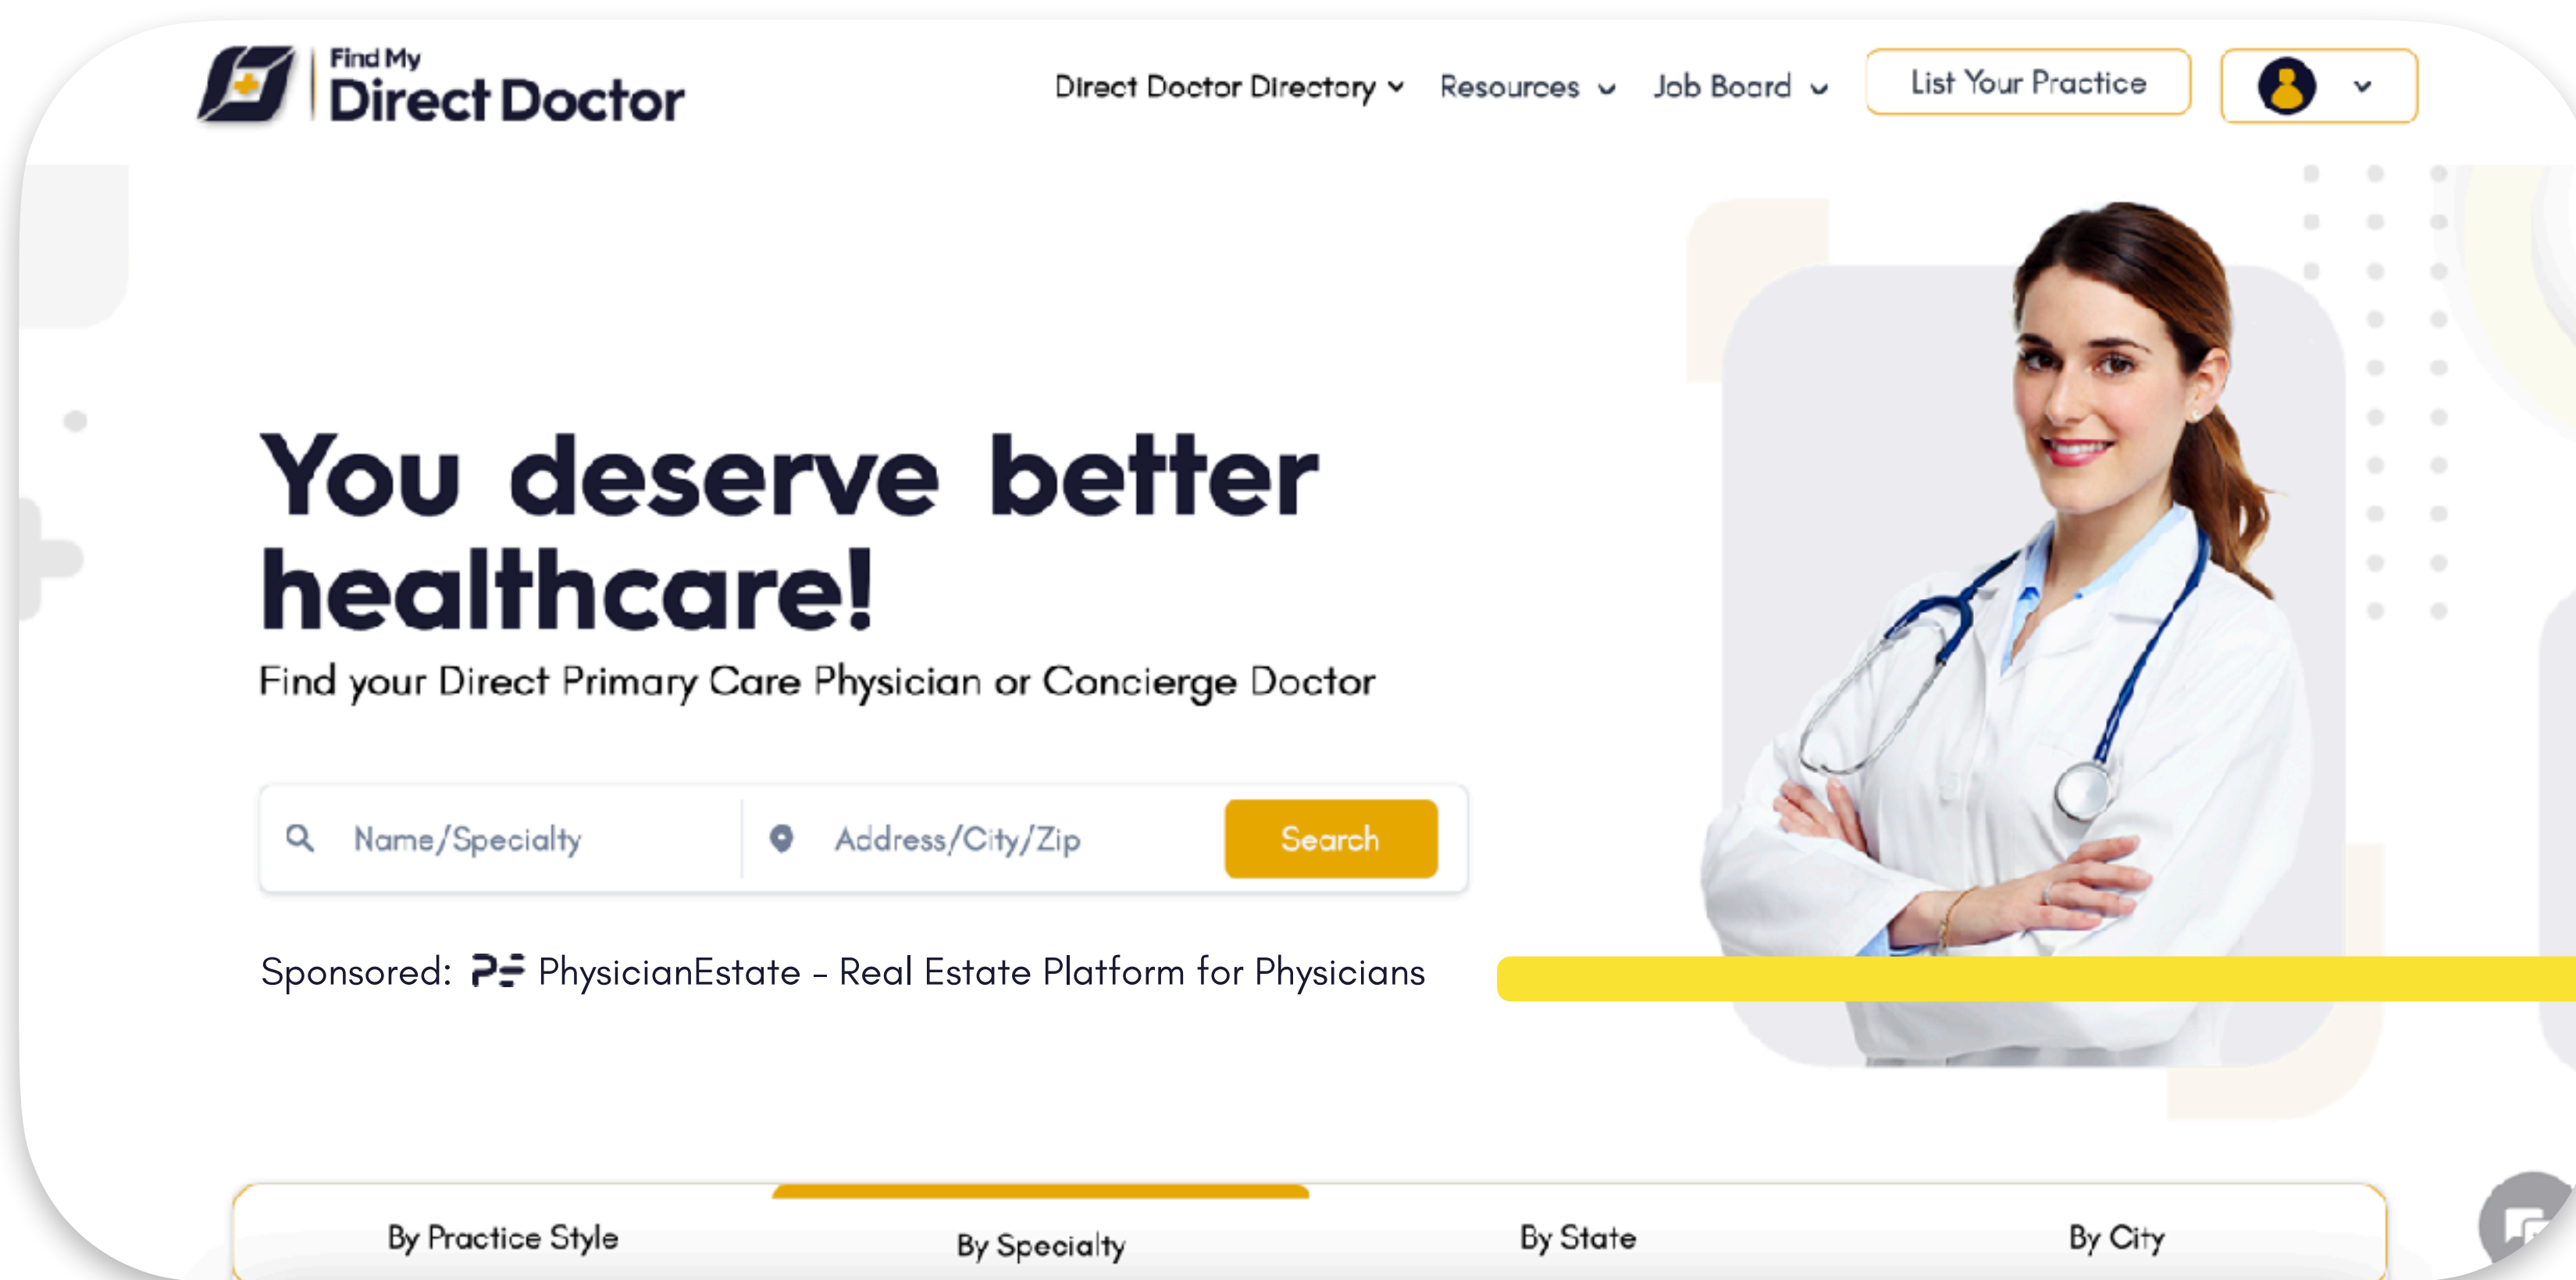 Find My
Direct Doctor
Direct Doctor Directory
Resources
Job Board
List Your Practice
You deserve better
healthcare!
Find your Direct Primary Care Physician or Concierge Doctor
Name/Specialty
Address/City/Zip
Search
Sponsored: PE PhysicianEstate - Real Estate Platform for Physicians
By Practice Style
By Specialty
By State
By City